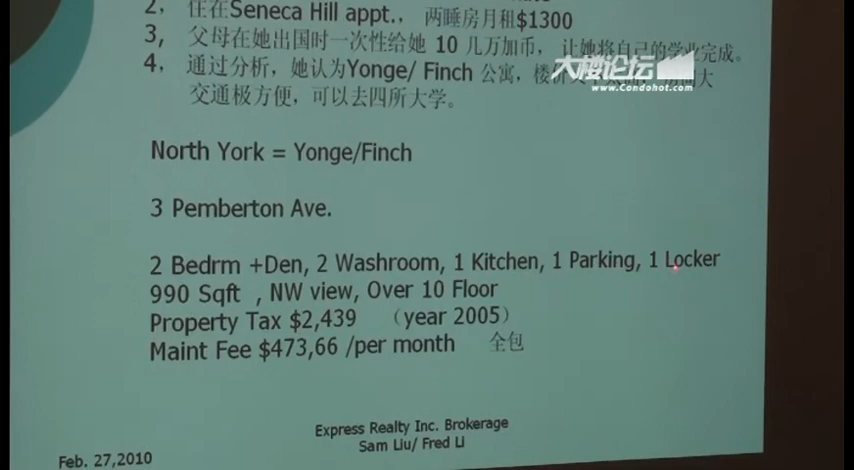 2, 住在Seneca Hill appt., 两睡房月租$1300
3, 父母在她出国时一次性给她 10 几万加币, 让她将自己的学业完成。
4, 通过分析, 她认为Yonge/ Finch 公寓, 楼价
大楼论坛
www.Condohot.com
交通极方便, 可以去四所大学。
North York = Yonge/Finch
3 Pemberton Ave.
2 Bedrm +Den, 2 Washroom, 1 Kitchen, 1 Parking, 1 Locker
990 Sqft , NW view, Over 10 Floor
Property Tax $2,439 （year 2005）
Maint Fee $473,66 /per month 全包
Express Realty Inc. Brokerage
Sam Liu/ Fred Li
Feb. 27,2010